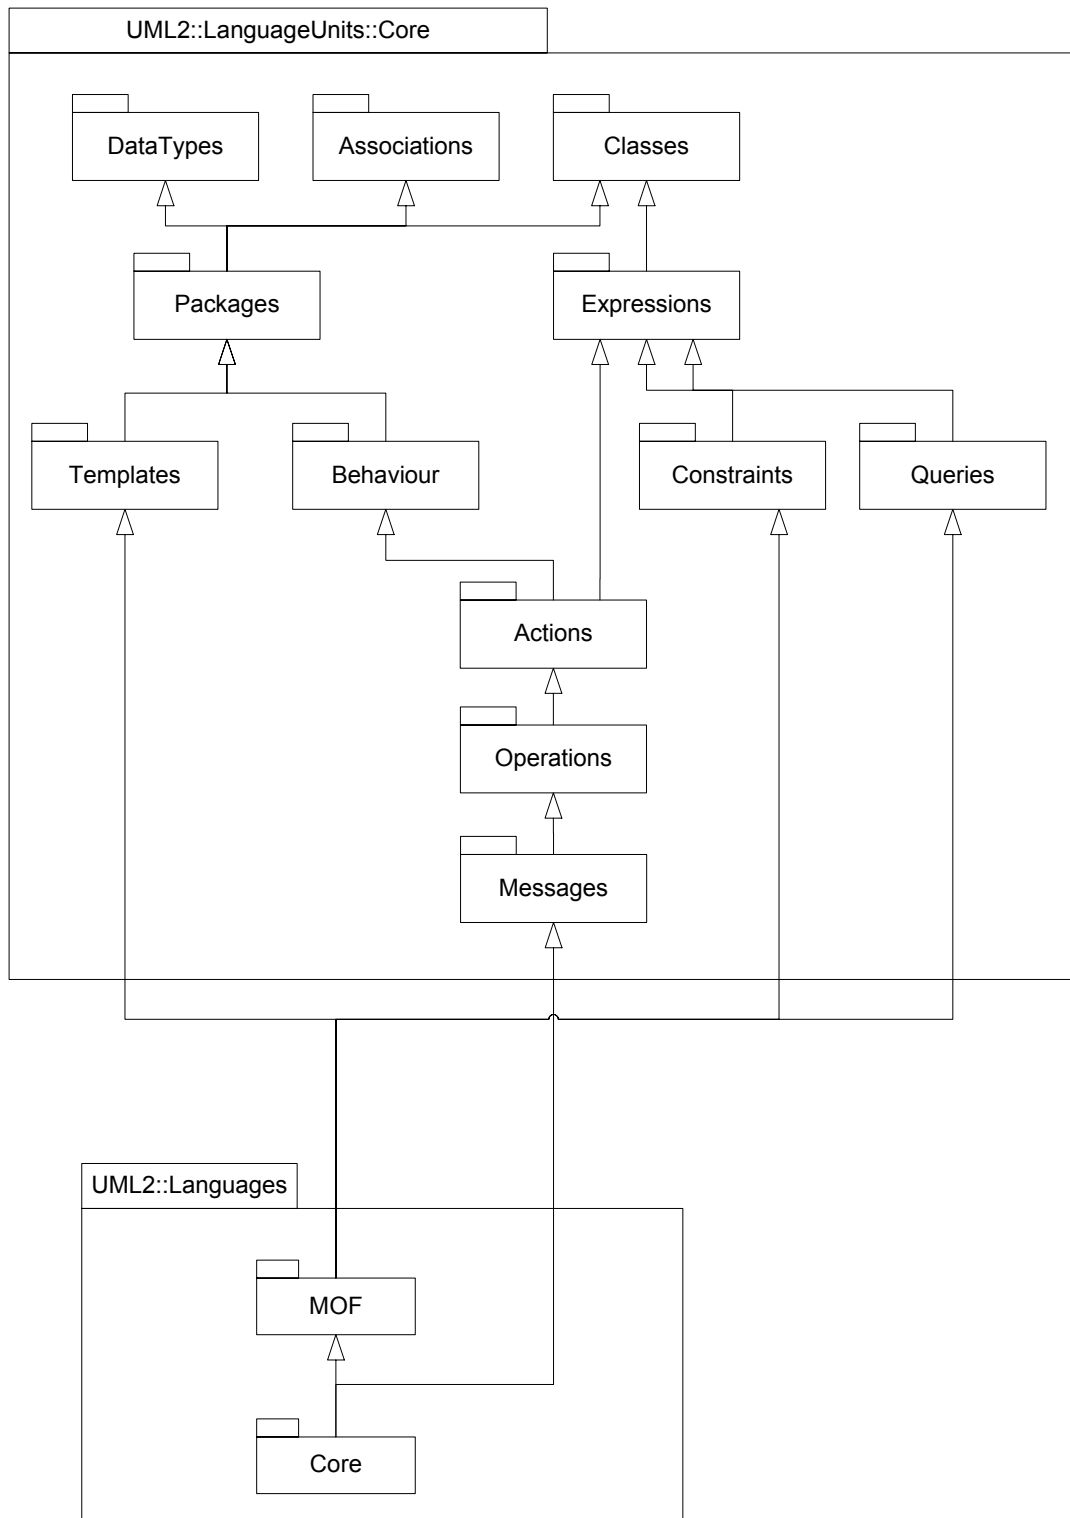 UML2::LanguageUnits::Core
DataTypes
Associations
Classes
Packages
Expressions
Templates
Behaviour
Constraints
Queries
Actions
Operations
Messages
UML2::Languages
MOF
Core